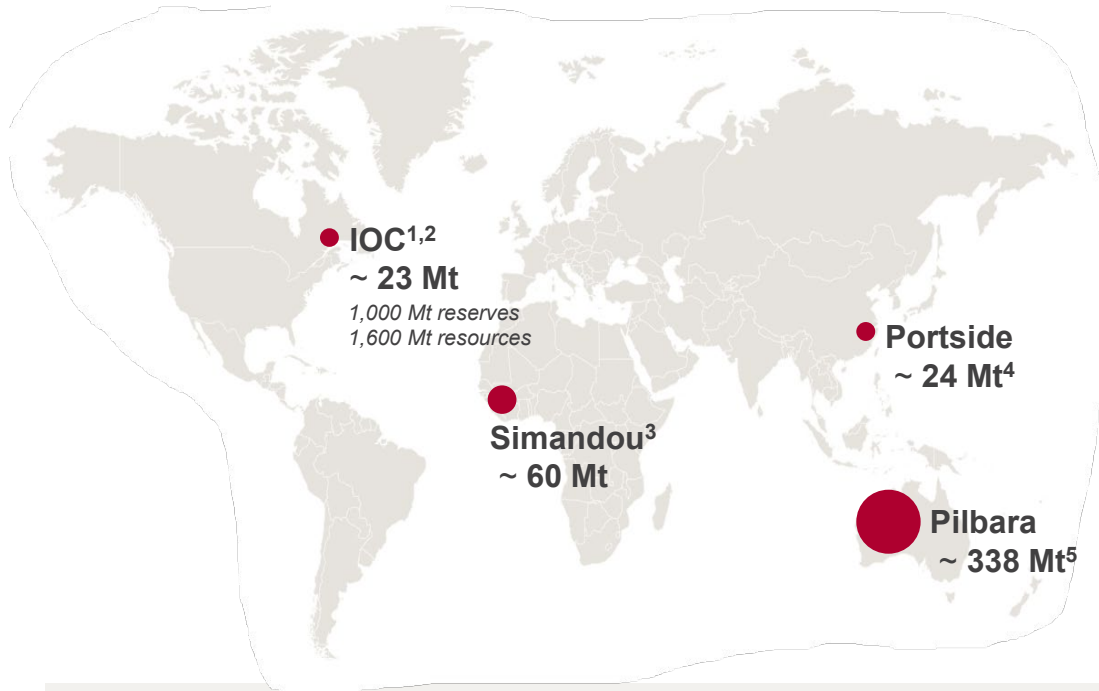 IOC1,2
~ 23 Mt
1,000 Mt reserves
1,600 Mt resources
Portside
~ 24 Mt4
Simandou3
~ 60 Mt
Pilbara
~ 338 Mt5